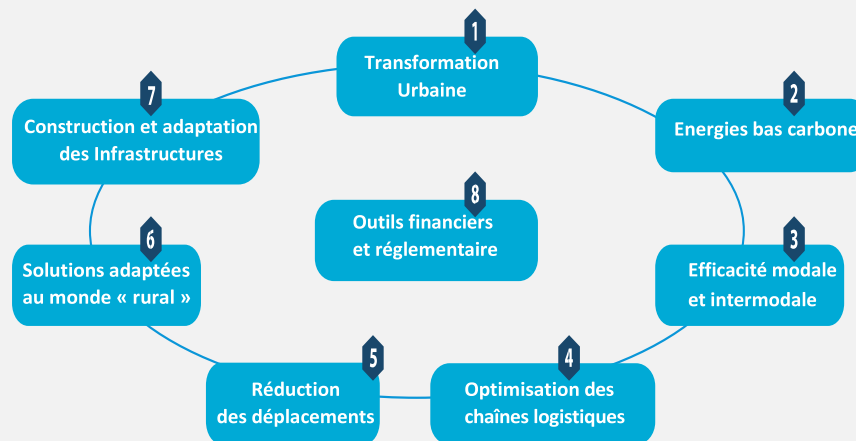 1
Transformation
Urbaine
2
Energies bas carbone
3
Efficacité modale
et intermodale
4
Optimisation des
chaînes logistiques
5
Réduction
des déplacements
6
Solutions adaptées
au monde « rural »
7
Construction et adaptation
des Infrastructures
8
Outils financiers
et réglementaire